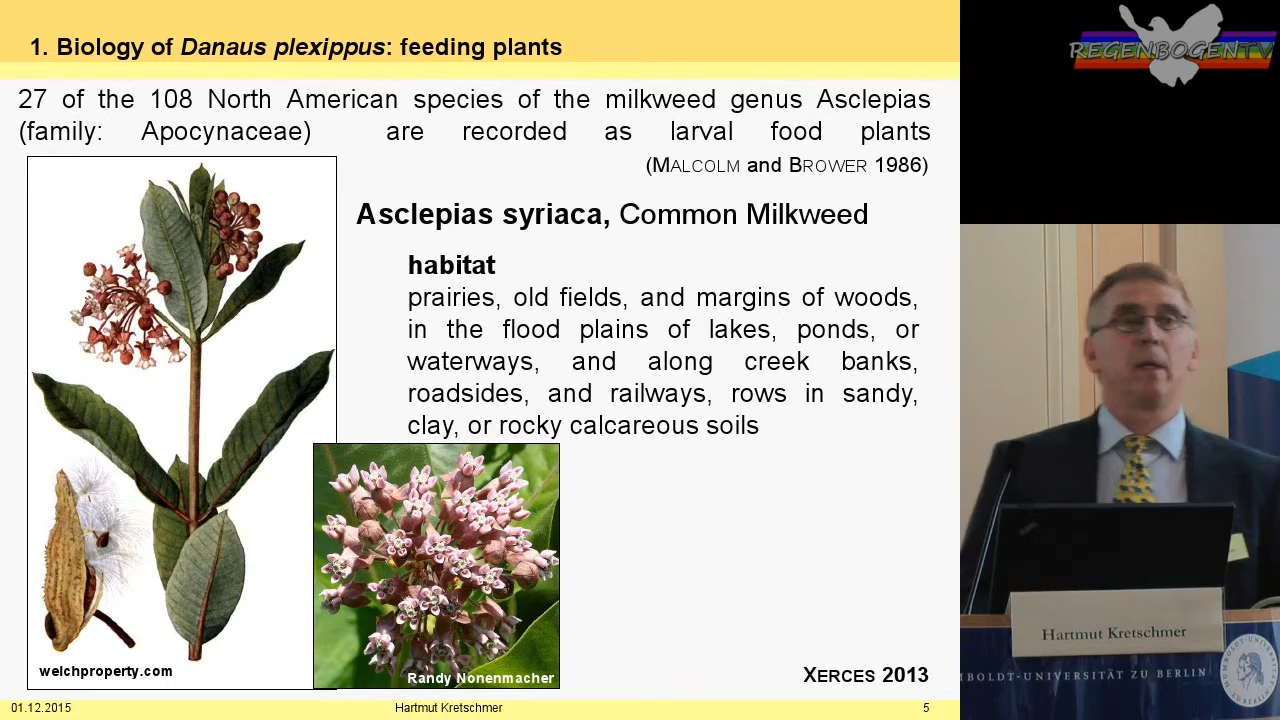 1. Biology of Danaus plexippus: feeding plants
REGENBOGENTV
27 of the 108 North American species of the milkweed genus Asclepias
(family: Apocynaceae) are recorded as larval food plants
(MALCOLM and BROWER 1986)
Asclepias syriaca, Common Milkweed
habitat
prairies, old fields, and margins of woods,
in the flood plains of lakes, ponds, or
waterways, and along creek banks,
roadsides, and railways, rows in sandy,
clay, or rocky calcareous soils
welchproperty.com
Randy Nonenmacher
XERCES 2013
01.12.2015
Hartmut Kretschmer
5
Hartmut Kretschmer
MBOLDT-UNIVERSITÄT ZU BERLIN